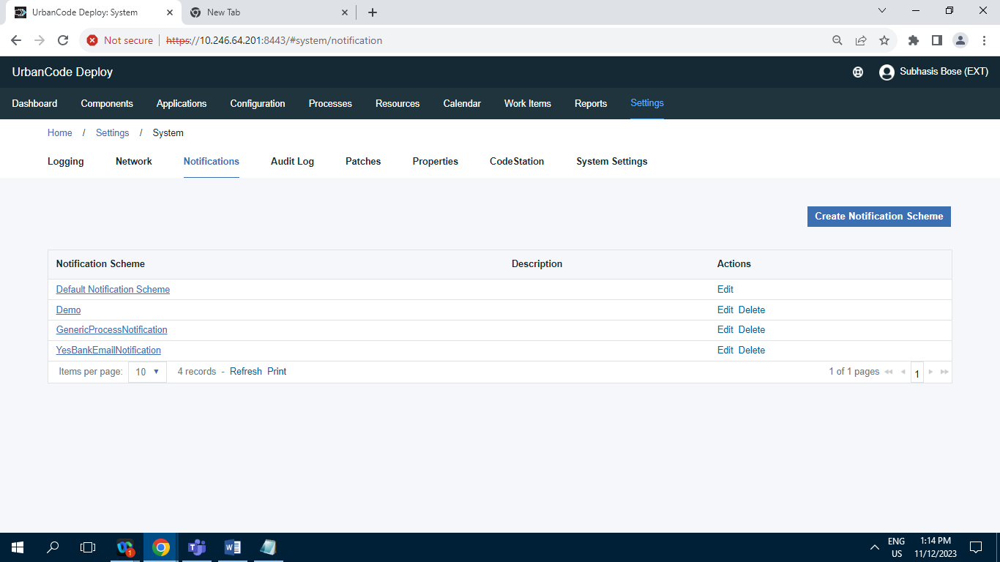 UrbanCode Deploy: System
New Tab
Not secure https://10.246.64.201:8443/#system/notification
UrbanCode Deploy Subhasis Bose (EXT)
Dashboard Components Applications Configuration Processes Resources Calendar Work Items Reports Settings
Home / Settings / System
Logging Network Notifications Audit Log Patches Properties CodeStation System Settings
Create Notification Scheme
Notification Scheme Description Actions
Default Notification Scheme Edit
Demo Edit Delete
GenericProcessNotification Edit Delete
YesBankEmailNotification Edit Delete
Items per page: 10 4 records - Refresh Print 1 of 1 pages 1
1
ENG 1:14 PM
US 11/12/2023